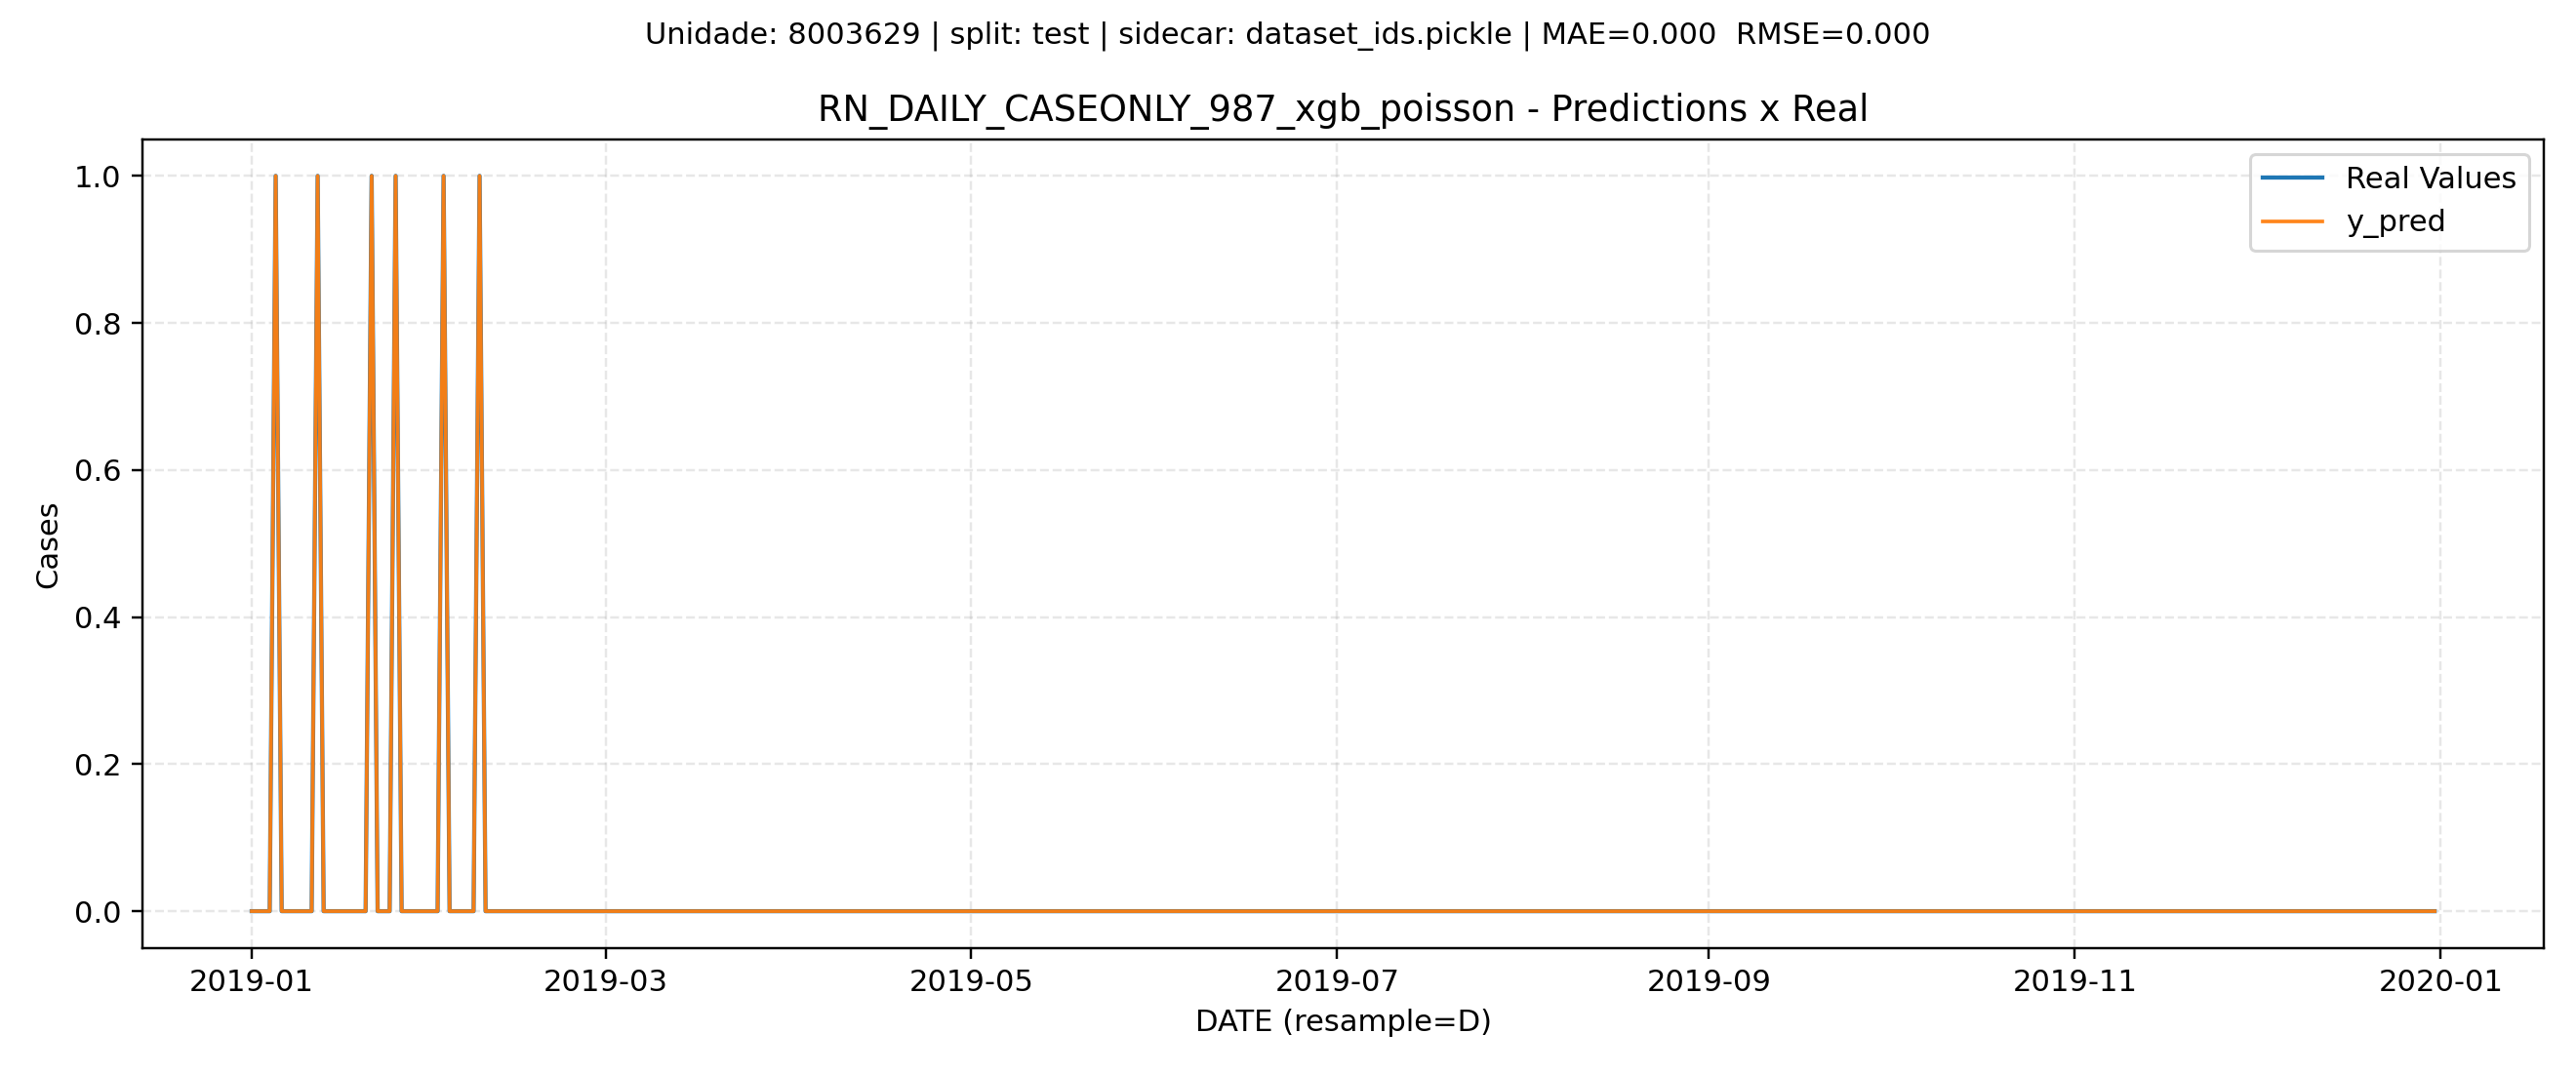 Unidade: 8003629 | split: test | sidecar: dataset_ids.pickle | MAE=0.000  RMSE=0.000
RN_DAILY_CASEONLY_987_xgb_poisson - Predictions x Real
Real Values
y_pred
1.0
0.8
0.6
0.4
0.2
0.0
Cases
2019-01
2019-03
2019-05
2019-07
2019-09
2019-11
2020-01
DATE (resample=D)